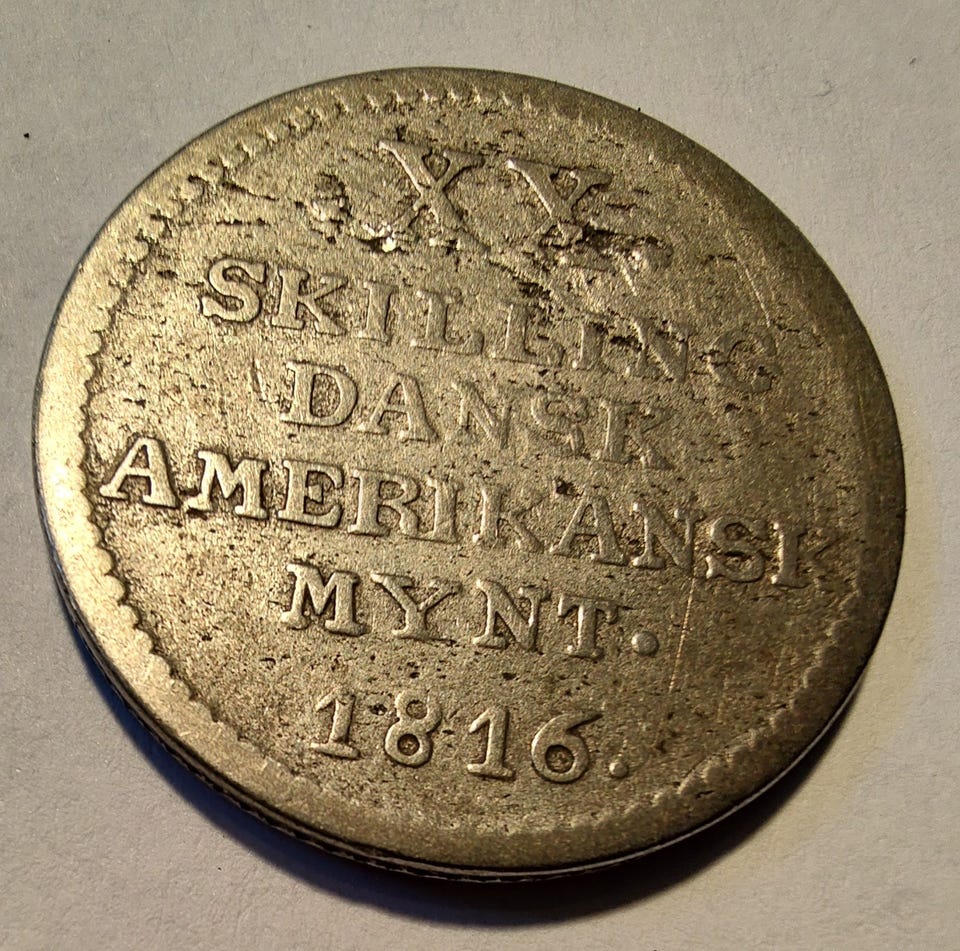 XX
SKILLING
DANSK
AMERIKANSK
MYNT.
1816.